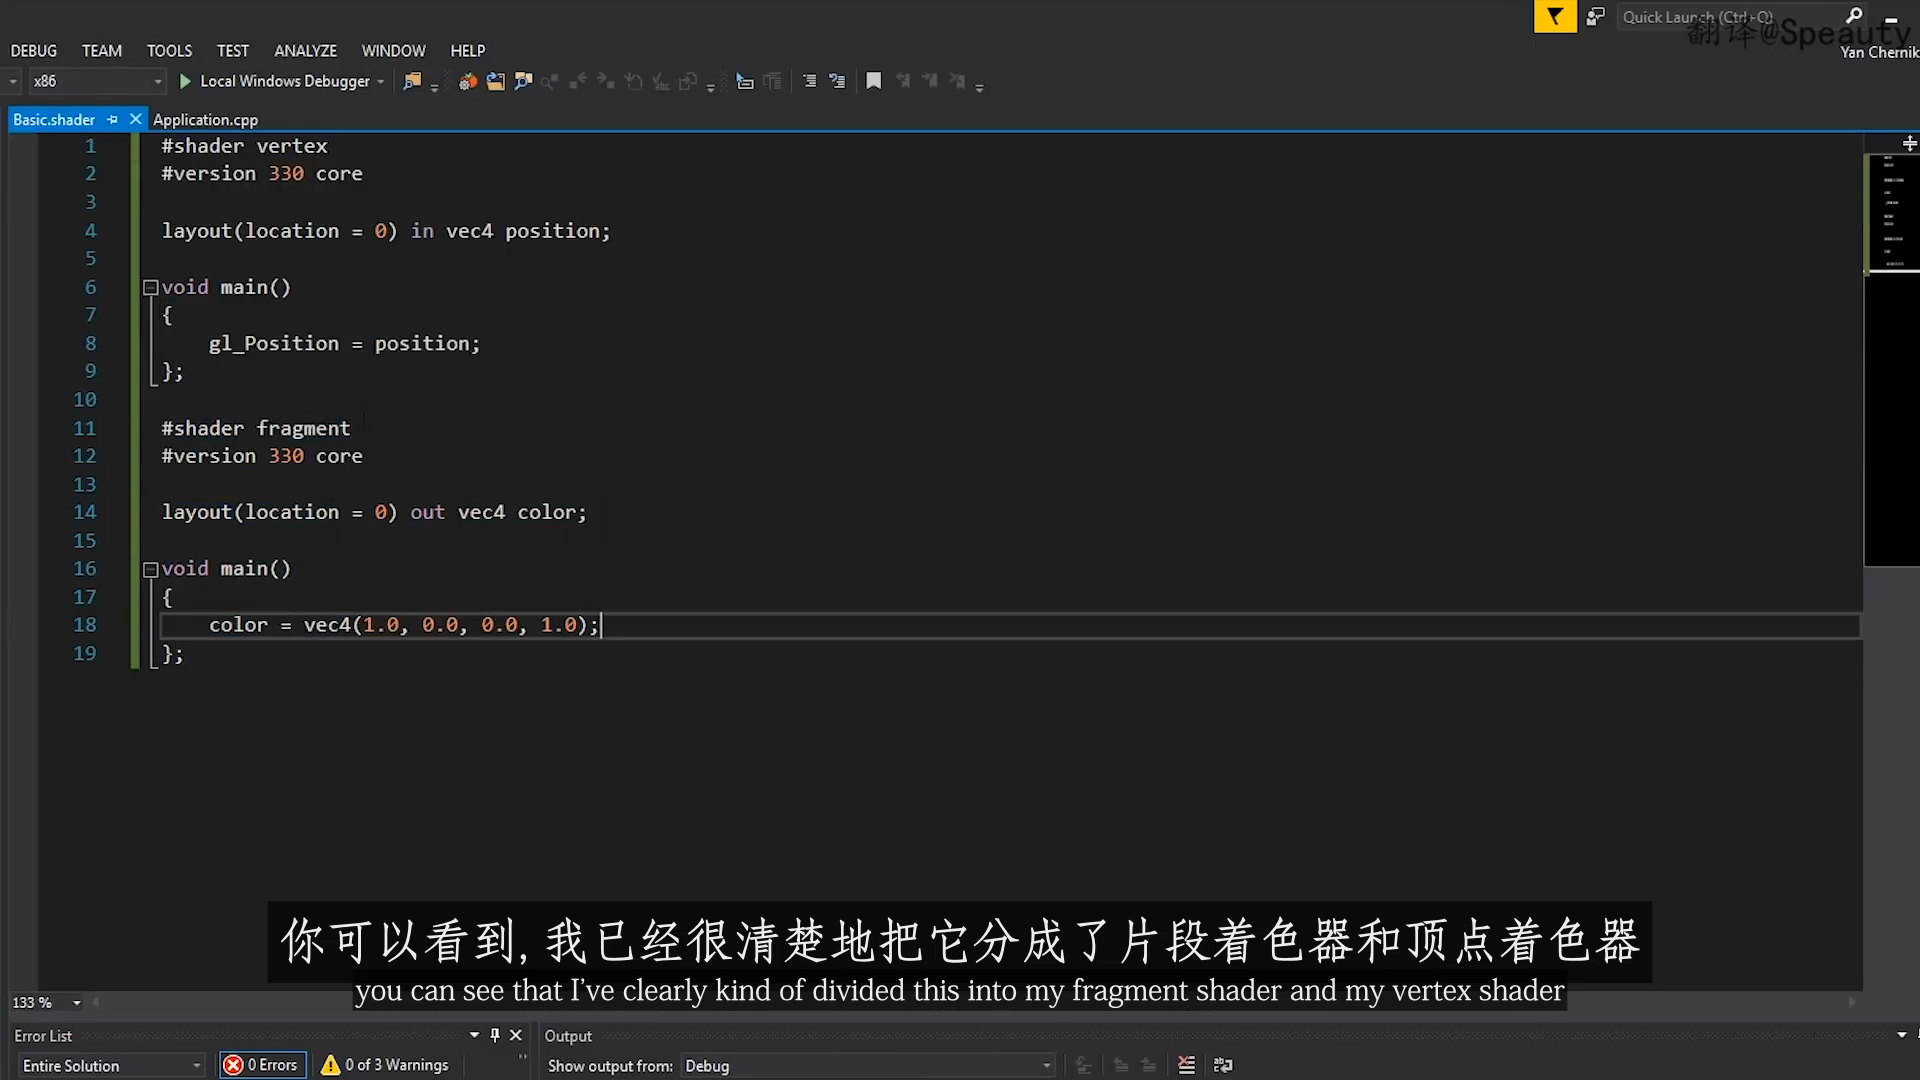 Quick Launch (Ctrl+Q)
翻译@Speauty
DEBUG TEAM TOOLS TEST ANALYZE WINDOW HELP
Yan Chernik
x86 Local Windows Debugger
Basic.shader Application.cpp
1 #shader vertex
2 #version 330 core
3
4 layout(location = 0) in vec4 position;
5
6 void main()
7 {
8 gl_Position = position;
9 };
10
11 #shader fragment
12 #version 330 core
13
14 layout(location = 0) out vec4 color;
15
16 void main()
17 {
18 color = vec4(1.0, 0.0, 0.0, 1.0);
19 };
你可以看到,我已经很清楚地把它分成了片段着色器和顶点着色器
you can see that I've clearly kind of divided this into my fragment shader and my vertex shader
133 %
Error List Output
Entire Solution 0 Errors 0 of 3 Warnings Show output from: Debug